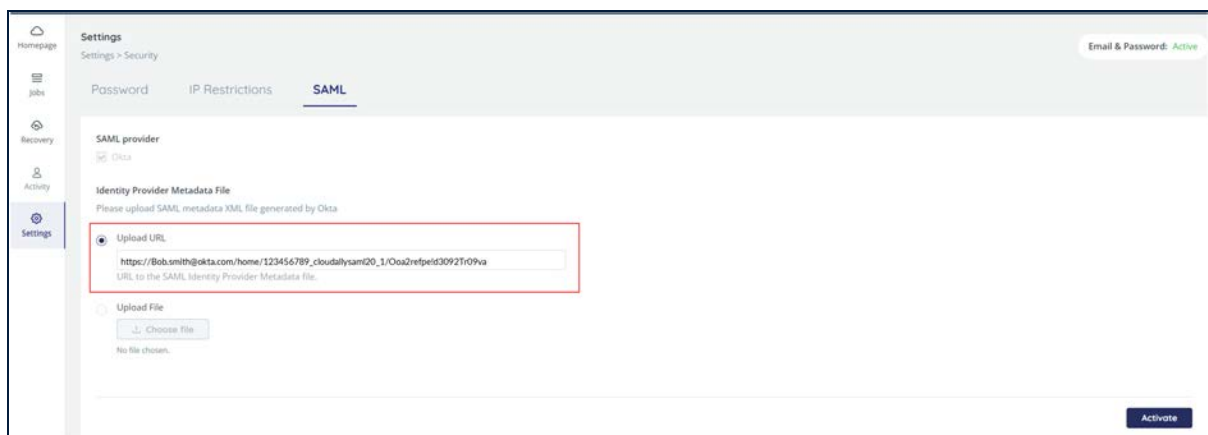 Homepage
Jobs
Recovery
Activity
Settings
Settings
Settings > Security
Email & Password: Active
Password IP Restrictions SAML
SAML provider
Okta
Identity Provider Metadata File
Please upload SAML metadata XML file generated by Okta
Upload URL
https://Bob.smith@okta.com/home/123456789_cloudallysaml20_1/Ooa2refpeld3092Tr09va
URL to the SAML Identity Provider Metadata file.
Upload File
Choose file
No file chosen.
Activate